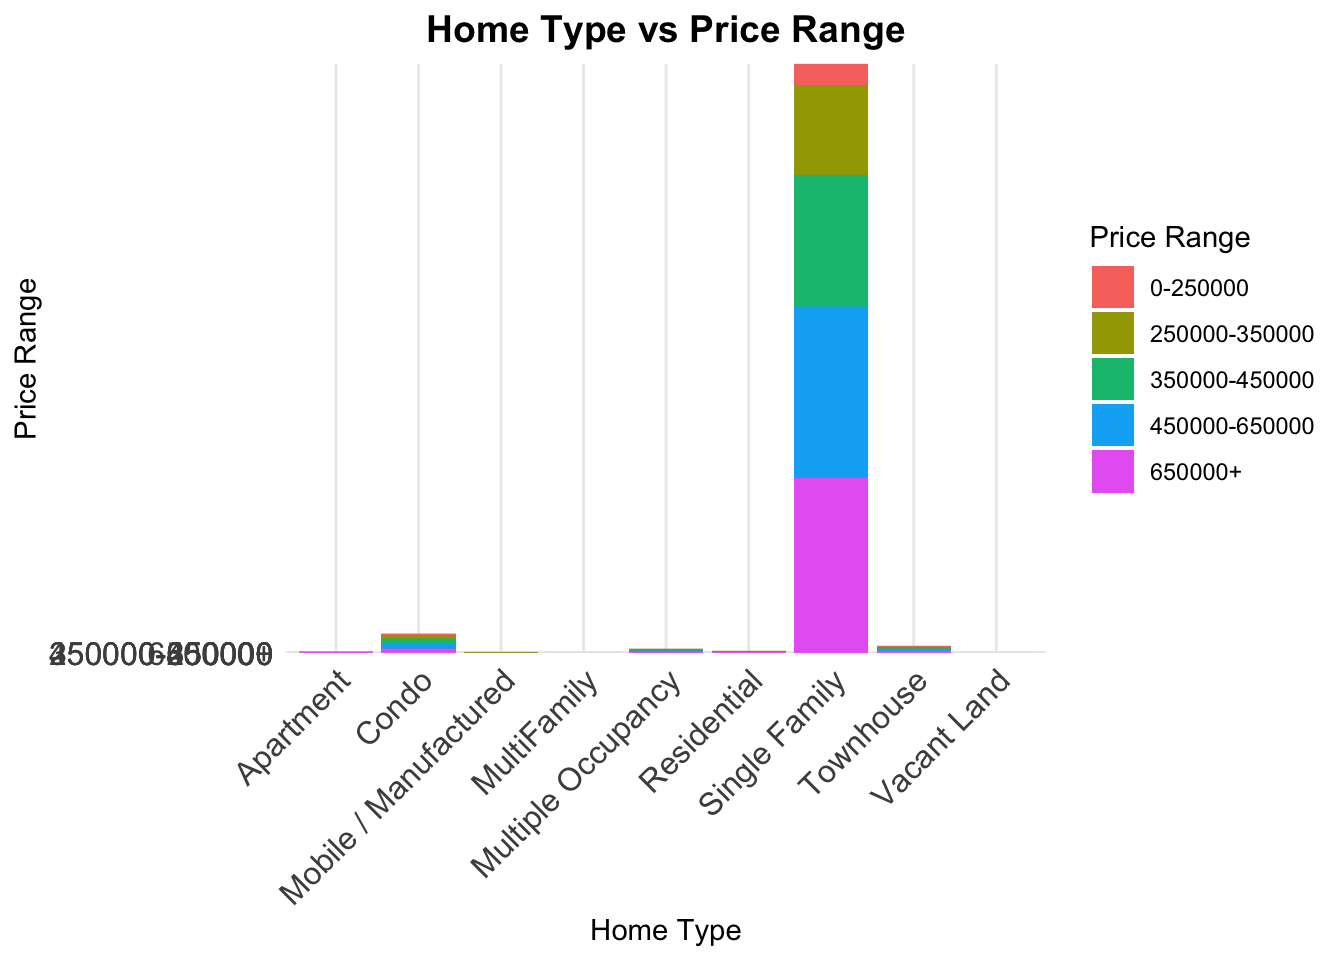 Home Type vs Price Range
Price Range
Price Range
0-250000
250000-350000
350000-450000
450000-650000
650000+
Apartment
Condo
Mobile / Manufactured
MultiFamily
Multiple Occupancy
Residential
Single Family
Townhouse
Vacant Land
Home Type